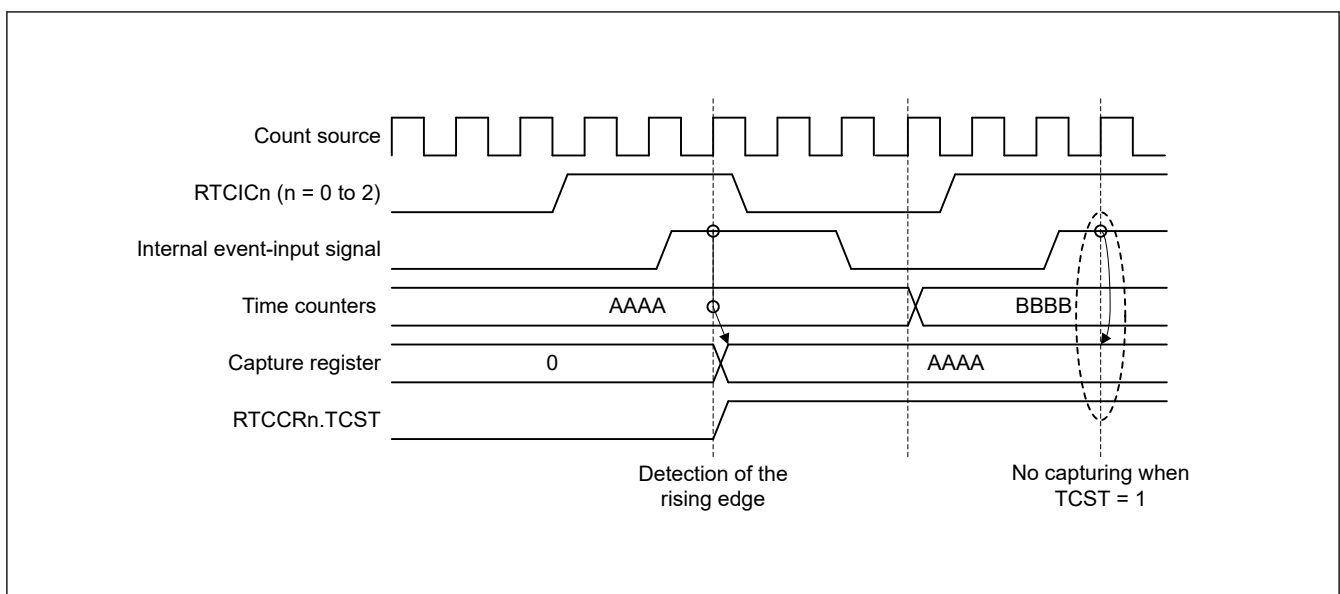 Count source
RTCICn (n = 0 to 2)
Internal event-input signal
Time counters
AAAA
BBBB
Capture register
0
AAAA
RTCCRn.TCST
Detection of the
rising edge
No capturing when
TCST = 1